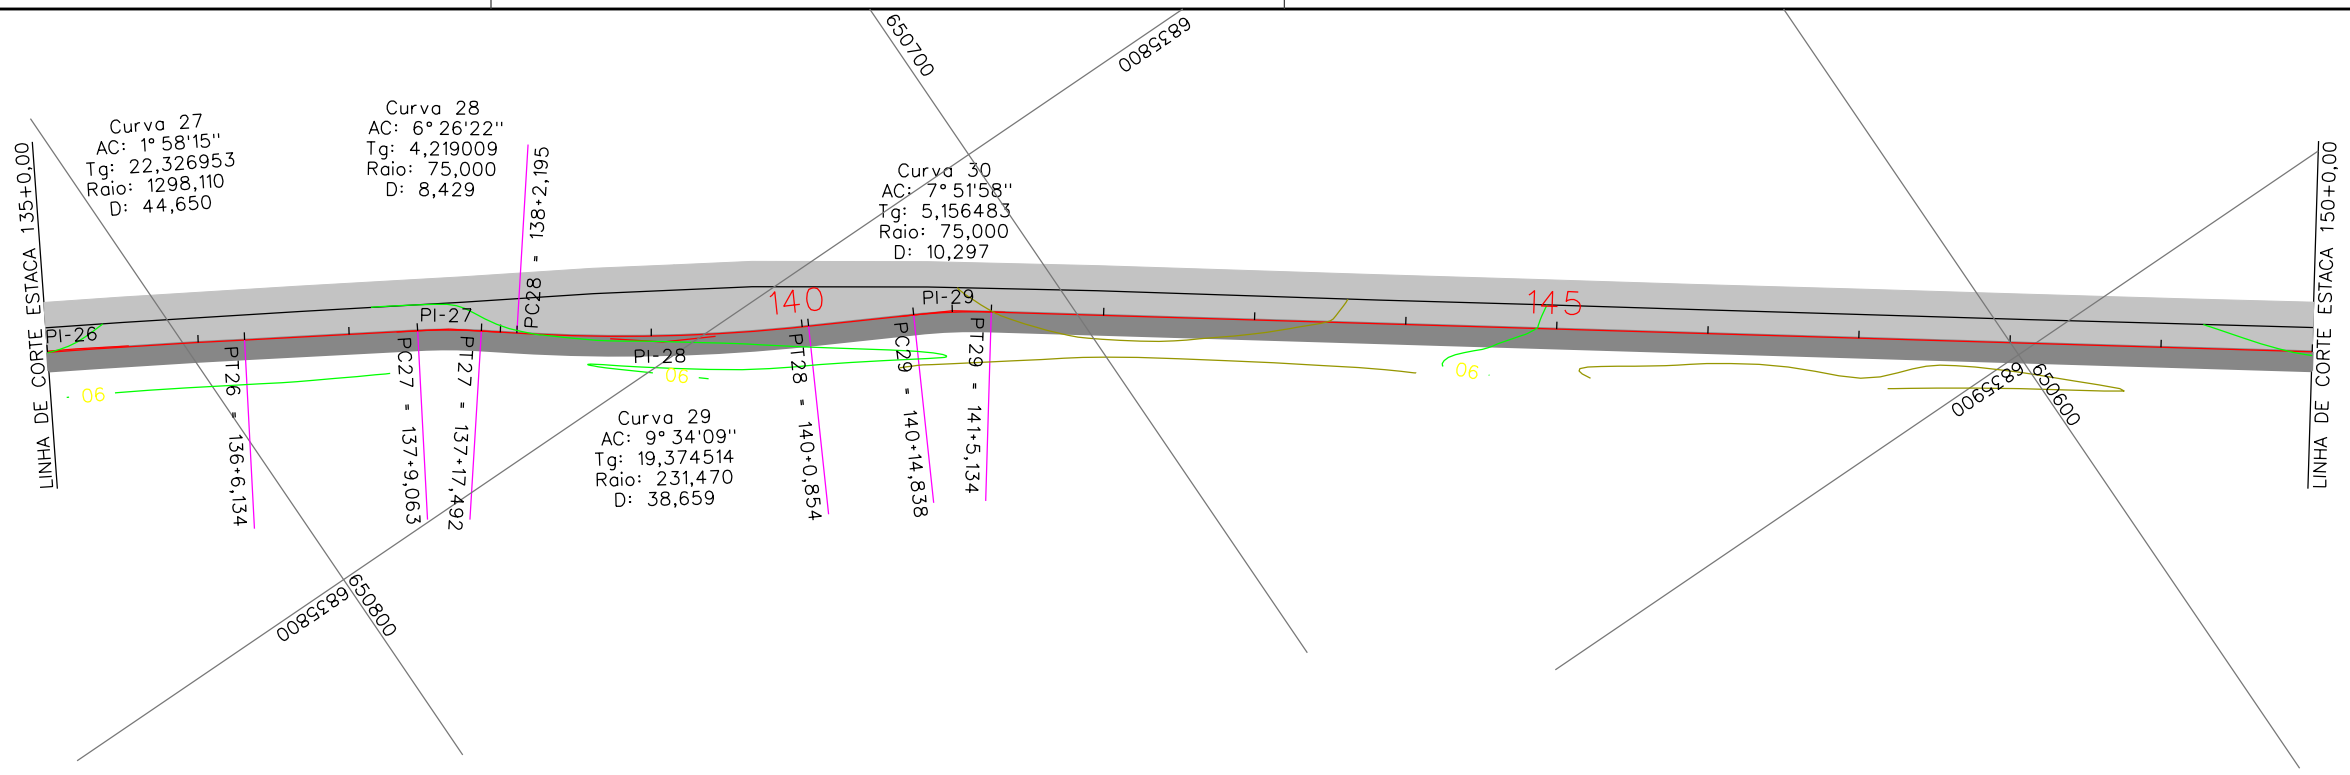 650700
6835800
Curva 27
AC: 1°58'15"
Tg: 22,326953
Raio: 1298,110
D: 44,650
Curva 28
AC: 6°26'22"
Tg: 4,219009
Raio: 75,000
D: 8,429
PC28 = 138+2,195
Curva 30
AC: 7°51'58"
Tg: 5,156483
Raio: 75,000
D: 10,297
LINHA DE CORTE ESTACA 135+0,00
LINHA DE CORTE ESTACA 150+0,00
PI-26
PI-27
140
PI-29
145
PI-28
PT26 = 136+6,134
PC27 = 137+9,063
PT27 = 137+17,492
PT28 = 140+0,854
PC29 = 140+14,838
PT29 = 141+5,134
06
06
06
Curva 29
AC: 9°34'09"
Tg: 19,374514
Raio: 231,470
D: 38,659
6835900
650600
6835800
650800